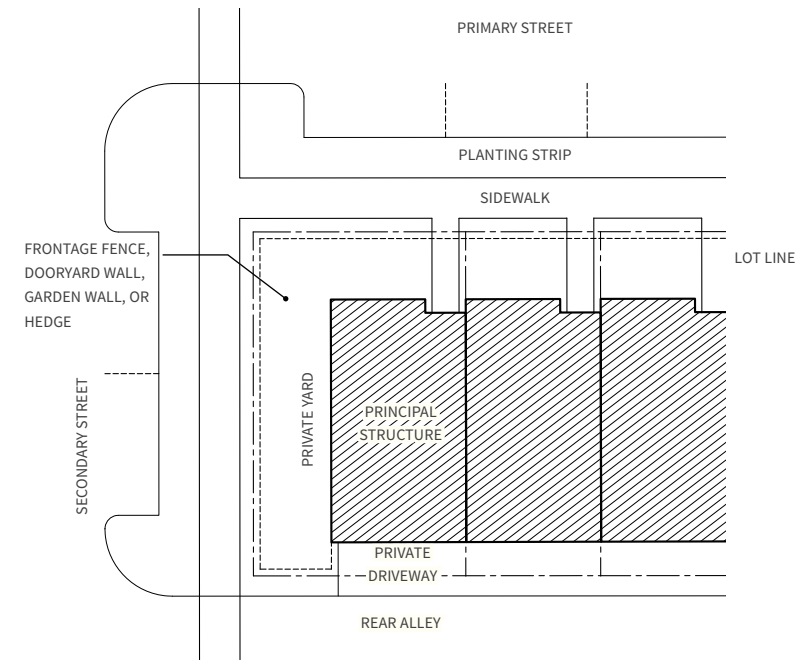 PRIMARY STREET
PLANTING STRIP
SIDEWALK
FRONTAGE FENCE,
DOORYARD WALL,
GARDEN WALL, OR
HEDGE
LOT LINE
SECONDARY STREET
PRIVATE YARD
PRINCIPAL
STRUCTURE
PRIVATE
DRIVEWAY
REAR ALLEY